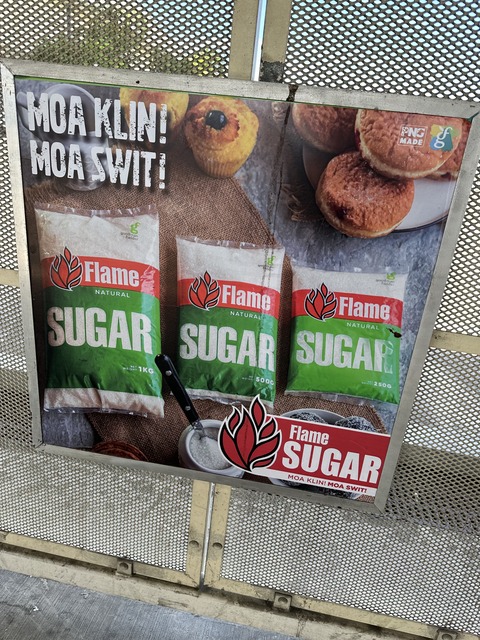 MOA KLIN!
MOA SWIT!
PNG
MADE
gf
Flame
NATURAL
SUGAR
1KG
Flame
NATURAL
SUGAR
500G
Flame
NATURAL
SUGAR
250G
Flame
SUGAR
MOA KLIN! MOA SWIT!